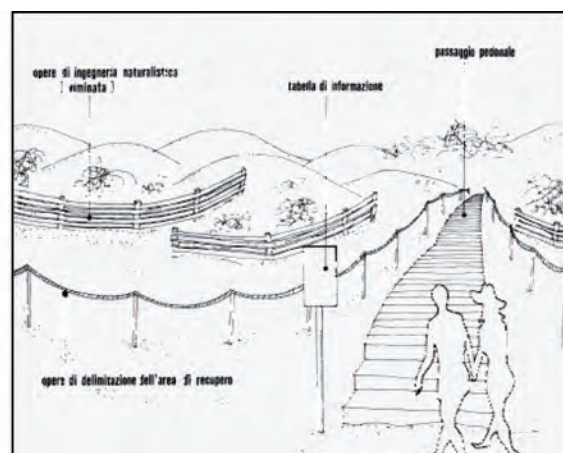 passaggio pedonale
opere di ingegneria naturalistica
[ viminata ]
tabella di informazione
opere di delimitazione dell'area di recupero